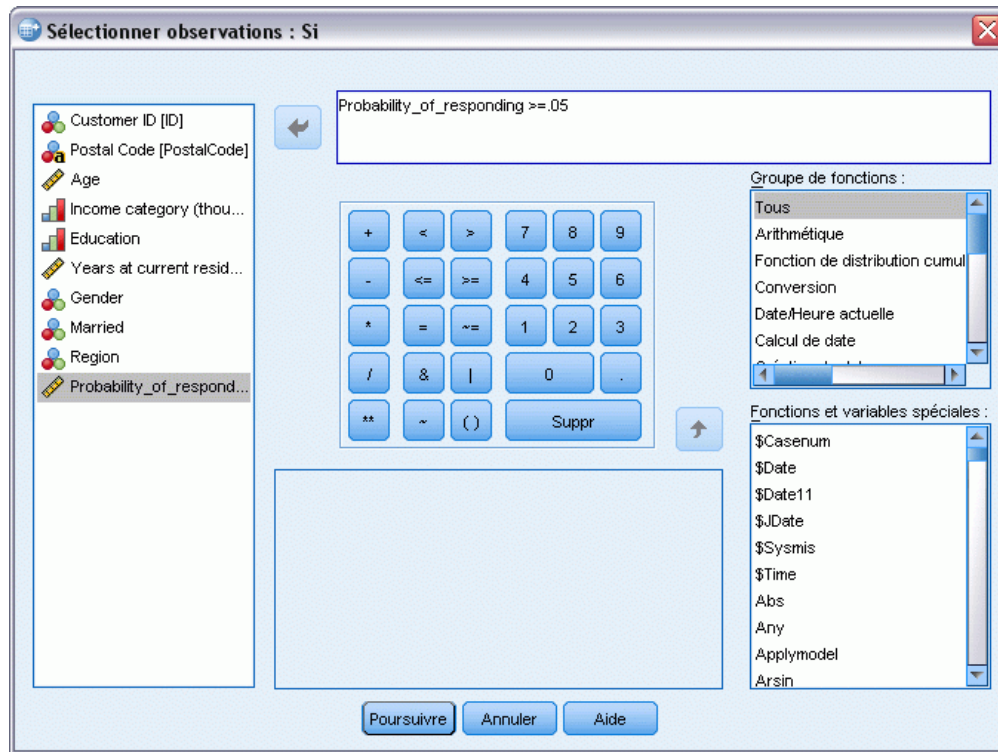 Sélectionner observations : Si
Customer ID [ID]
Postal Code [PostalCode]
Age
Income category (thou...
Education
Years at current resid...
Gender
Married
Region
Probability_of_respond...
Probability_of_responding >=.05
+ < > 7 8 9
- <= >= 4 5 6
* = ~= 1 2 3
/ & | 0 .
** ~ ( ) Suppr
Groupe de fonctions :
Tous
Arithmétique
Fonction de distribution cumul
Conversion
Date/Heure actuelle
Calcul de date
Fonctions et variables spéciales :
$Casenum
$Date
$Date11
$JDate
$Sysmis
$Time
Abs
Any
Applymodel
Arsin
Poursuivre Annuler Aide